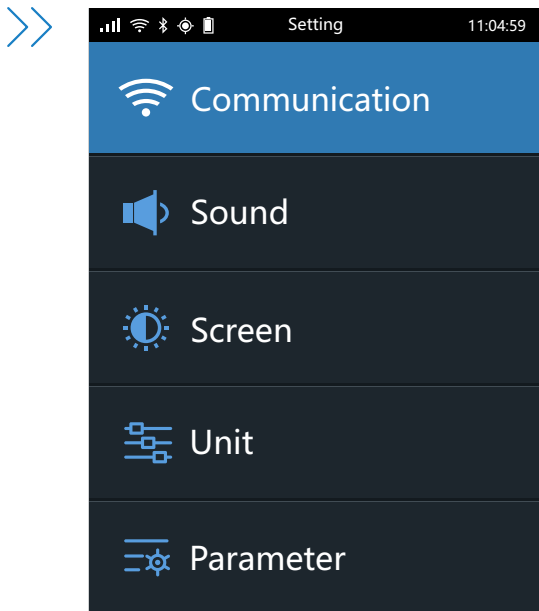 Setting 11:04:59
Communication
Sound
Screen
Unit
Parameter